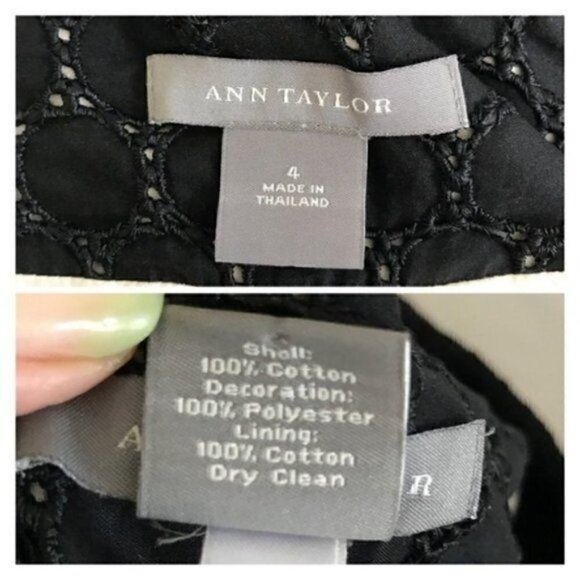 ANN TAYLOR
4
MADE IN
THAILAND
Shell:
100% Cotton
Decoration:
100% Polyester
Lining:
100% Cotton
Dry Clean
A
R